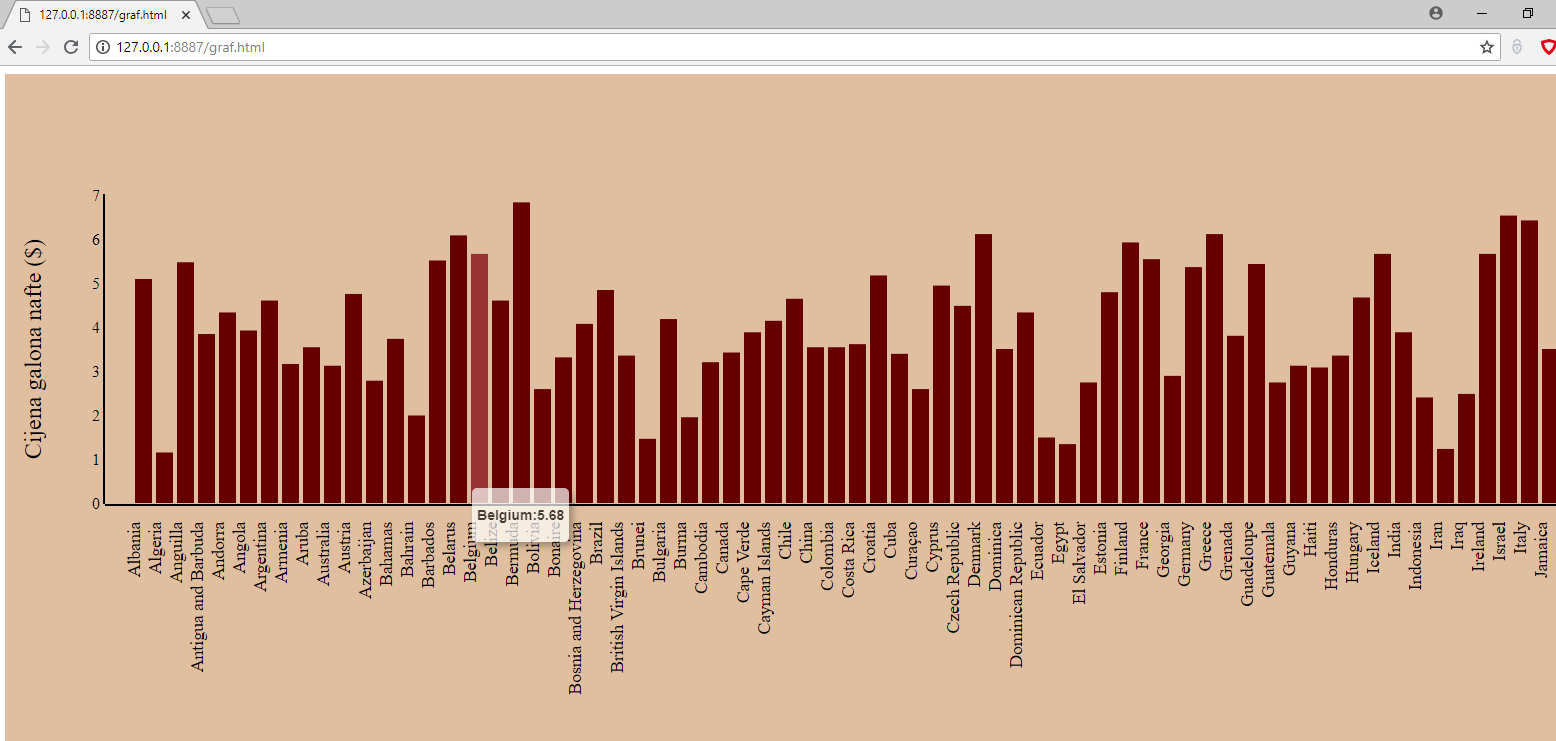 127.0.0.1:8887/graf.html
127.0.0.1:8887/graf.html
Cijena galona nafte ($)
7
6
5
4
3
2
1
0
Belgium:5.68
Albania
Algeria
Anguilla
Antigua and Barbuda
Andorra
Angola
Argentina
Armenia
Aruba
Australia
Austria
Azerbaijan
Bahamas
Bahrain
Barbados
Belarus
Belgium
Belize
Bermuda
Bolivia
Bonaire
Bosnia and Herzegovina
Brazil
British Virgin Islands
Brunei
Bulgaria
Burma
Cambodia
Canada
Cape Verde
Cayman Islands
Chile
China
Colombia
Costa Rica
Croatia
Cuba
Curaçao
Cyprus
Czech Republic
Denmark
Dominica
Dominican Republic
Ecuador
Egypt
El Salvador
Estonia
Finland
France
Georgia
Germany
Greece
Grenada
Guadeloupe
Guatemala
Guyana
Haiti
Honduras
Hungary
Iceland
India
Indonesia
Iran
Iraq
Ireland
Israel
Italy
Jamaica